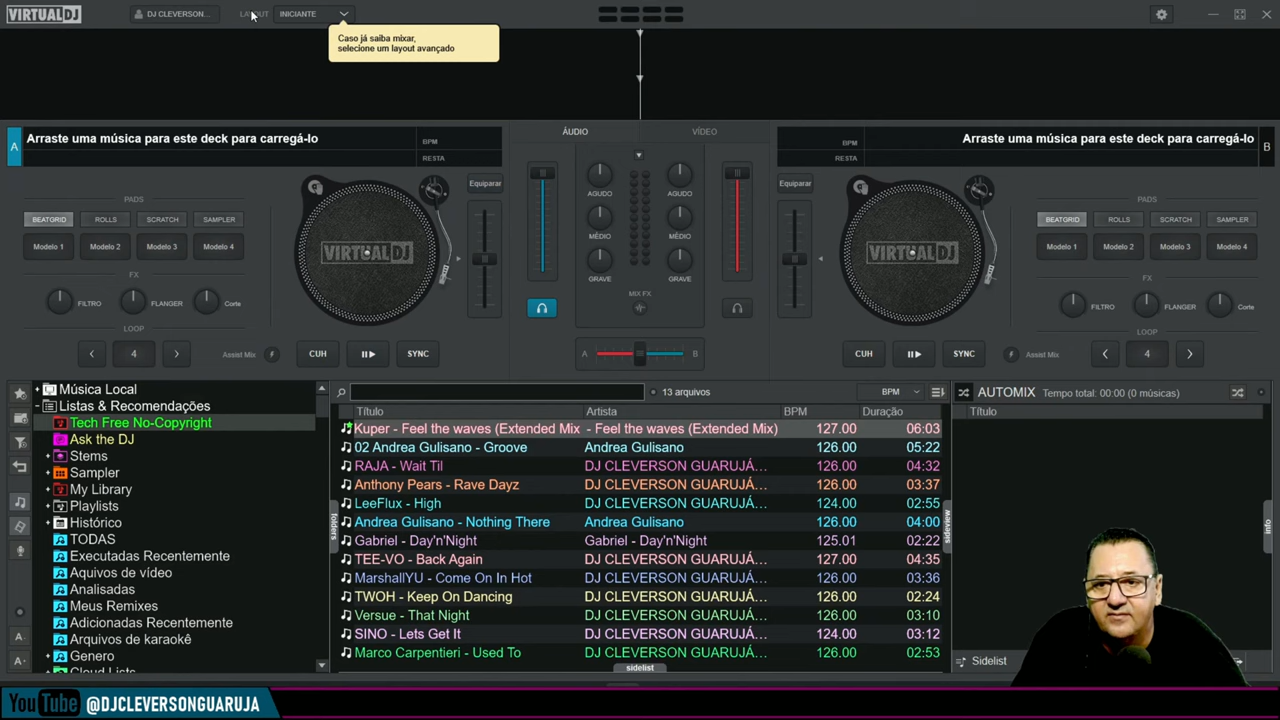 VIRTUALDJ
DJ CLEVERSON...
LAYOUT
INICIANTE
Caso já saiba mixar,
selecione um layout avançado
A
Arraste uma música para este deck para carregá-lo
BPM
RESTA
ÁUDIO
VÍDEO
BPM
RESTA
Arraste uma música para este deck para carregá-lo
B
PADS
BEATGRID
ROLLS
SCRATCH
SAMPLER
Modelo 1
Modelo 2
Modelo 3
Modelo 4
FX
FILTRO
FLANGER
Corte
LOOP
4
Assist Mix
VIRTUALDJ
Equiparar
CUH
SYNC
AGUDO
AGUDO
MÉDIO
MÉDIO
GRAVE
GRAVE
MIX FX
A
B
Equiparar
VIRTUALDJ
CUH
SYNC
PADS
BEATGRID
ROLLS
SCRATCH
SAMPLER
Modelo 1
Modelo 2
Modelo 3
Modelo 4
FX
FILTRO
FLANGER
Corte
LOOP
Assist Mix
4
Música Local
Listas & Recomendações
Tech Free No-Copyright
Ask the DJ
Stems
Sampler
My Library
Playlists
Histórico
TODAS
Executadas Recentemente
Aquivos de vídeo
Analisadas
Meus Remixes
Adicionadas Recentemente
Arquivos de karaokê
Genero
Cloud Lists
A
A+
folders
13 arquivos
BPM
Título Artista BPM Duração
Kuper - Feel the waves (Extended Mix - Feel the waves (Extended Mix) 127.00 06:03
02 Andrea Gulisano - Groove Andrea Gulisano 126.00 05:22
RAJA - Wait Til DJ CLEVERSON GUARUJÁ... 126.00 04:32
Anthony Pears - Rave Dayz DJ CLEVERSON GUARUJÁ... 126.00 03:37
LeeFlux - High DJ CLEVERSON GUARUJÁ... 124.00 02:55
Andrea Gulisano - Nothing There Andrea Gulisano 126.00 04:00
Gabriel - Day'n'Night Gabriel - Day'n'Night 125.01 02:22
TEE-VO - Back Again DJ CLEVERSON GUARUJÁ... 127.00 04:35
MarshallYU - Come On In Hot DJ CLEVERSON GUARUJÁ... 126.00 03:36
TWOH - Keep On Dancing DJ CLEVERSON GUARUJÁ... 126.00 02:24
Versue - That Night DJ CLEVERSON GUARUJÁ... 126.00 03:10
SINO - Lets Get It DJ CLEVERSON GUARUJÁ... 124.00 03:12
Marco Carpentieri - Used To DJ CLEVERSON GUARUJÁ... 126.00 02:53
sidelist
sideview
AUTOMIX Tempo total: 00:00 (0 músicas)
Título
info
Sidelist
YouTube @DJCLEVERSONGUARUJA